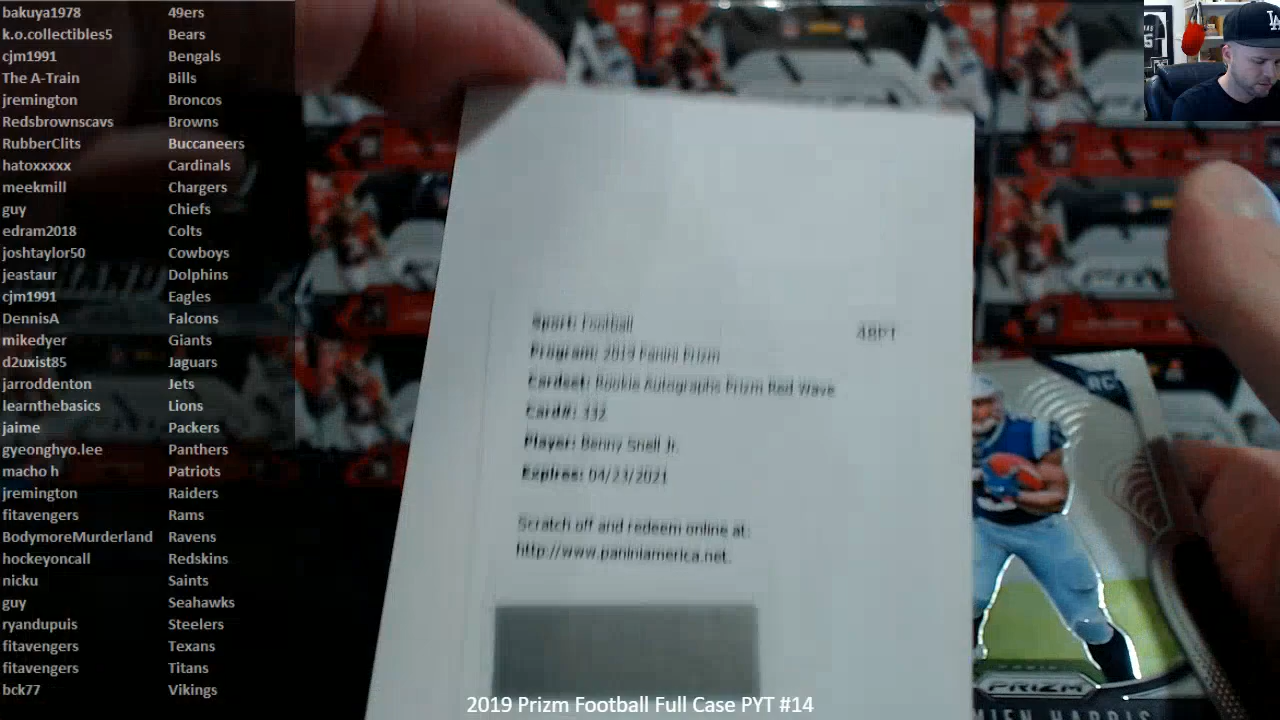 bakuya1978 49ers
k.o.collectibles5 Bears
cjm1991 Bengals
The A-Train Bills
jremington Broncos
Redsbrownscavs Browns
RubberClits Buccaneers
hatoxxxxx Cardinals
meekmill Chargers
guy Chiefs
edram2018 Colts
joshtaylor50 Cowboys
jeastaur Dolphins
cjm1991 Eagles
DennisA Falcons
mikedyer Giants
d2uxist85 Jaguars
jarroddenton Jets
learnthebasics Lions
jaime Packers
gyeonghyo.lee Panthers
macho h Patriots
jremington Raiders
fitavengers Rams
BodymoreMurderland Ravens
hockeyoncall Redskins
nicku Saints
guy Seahawks
ryandupuis Steelers
fitavengers Texans
fitavengers Titans
bck77 Vikings
Sport: Football 48PT
Program: 2019 Panini Prizm
Cardset: Rookie Autographs Prizm Red Wave
Card#: 332
Player: Benny Snell Jr.
Expires: 04/23/2021
Scratch off and redeem online at:
http://www.paniniamerica.net.
RC
PRIZM
2019 Prizm Football Full Case PYT #14